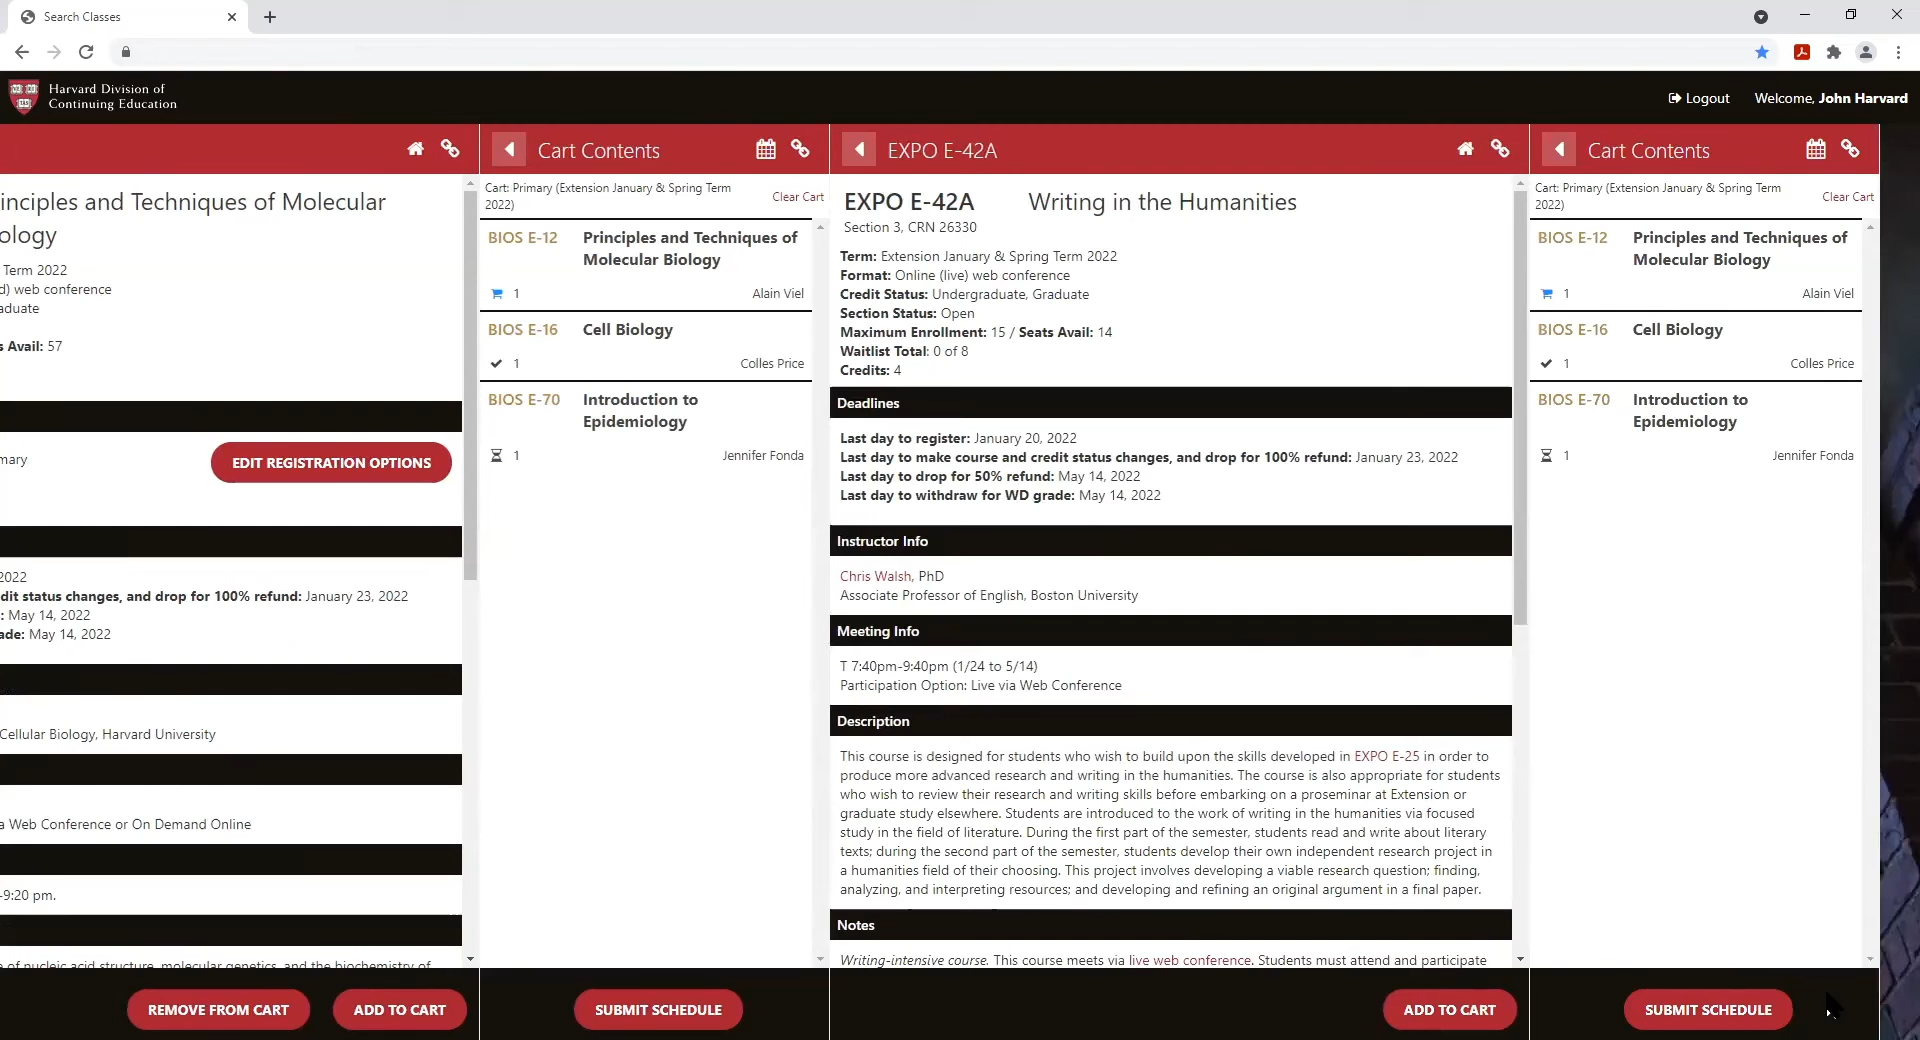 Search Classes
Harvard Division of
Continuing Education
Logout
Welcome, John Harvard
inciples and Techniques of Molecular
ology
Term 2022
d) web conference
aduate
s Avail: 57
mary
EDIT REGISTRATION OPTIONS
2022
dit status changes, and drop for 100% refund: January 23, 2022
: May 14, 2022
ade: May 14, 2022
Cellular Biology, Harvard University
a Web Conference or On Demand Online
-9:20 pm.
e of nucleic acid structure, molecular genetics, and the biochemistry of
REMOVE FROM CART
ADD TO CART
Cart Contents
Cart: Primary (Extension January & Spring Term
2022)
Clear Cart
BIOS E-12 Principles and Techniques of
Molecular Biology
1 Alain Viel
BIOS E-16 Cell Biology
1 Colles Price
BIOS E-70 Introduction to
Epidemiology
1 Jennifer Fonda
SUBMIT SCHEDULE
EXPO E-42A
EXPO E-42A Writing in the Humanities
Section 3, CRN 26330
Term: Extension January & Spring Term 2022
Format: Online (live) web conference
Credit Status: Undergraduate, Graduate
Section Status: Open
Maximum Enrollment: 15 / Seats Avail: 14
Waitlist Total: 0 of 8
Credits: 4
Deadlines
Last day to register: January 20, 2022
Last day to make course and credit status changes, and drop for 100% refund: January 23, 2022
Last day to drop for 50% refund: May 14, 2022
Last day to withdraw for WD grade: May 14, 2022
Instructor Info
Chris Walsh, PhD
Associate Professor of English, Boston University
Meeting Info
T 7:40pm-9:40pm (1/24 to 5/14)
Participation Option: Live via Web Conference
Description
This course is designed for students who wish to build upon the skills developed in EXPO E-25 in order to
produce more advanced research and writing in the humanities. The course is also appropriate for students
who wish to review their research and writing skills before embarking on a proseminar at Extension or
graduate study elsewhere. Students are introduced to the work of writing in the humanities via focused
study in the field of literature. During the first part of the semester, students read and write about literary
texts; during the second part of the semester, students develop their own independent research project in
a humanities field of their choosing. This project involves developing a viable research question; finding,
analyzing, and interpreting resources; and developing and refining an original argument in a final paper.
Notes
Writing-intensive course. This course meets via live web conference. Students must attend and participate
ADD TO CART
Cart Contents
Cart: Primary (Extension January & Spring Term
2022)
Clear Cart
BIOS E-12 Principles and Techniques of
Molecular Biology
1 Alain Viel
BIOS E-16 Cell Biology
1 Colles Price
BIOS E-70 Introduction to
Epidemiology
1 Jennifer Fonda
SUBMIT SCHEDULE